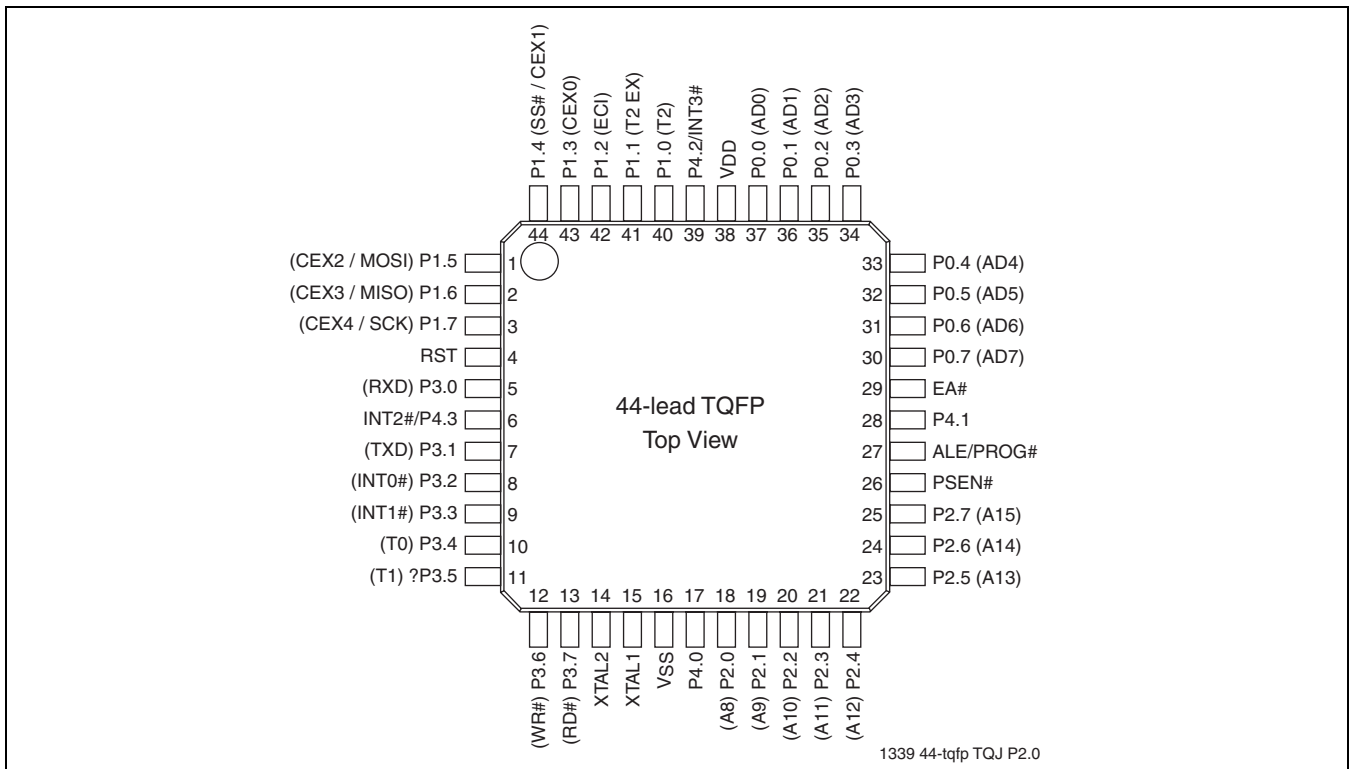 P1.4 (SS# / CEX1)
P1.3 (CEX0)
P1.2 (ECI)
P1.1 (T2 EX)
P1.0 (T2)
P4.2/INT3#
VDD
P0.0 (AD0)
P0.1 (AD1)
P0.2 (AD2)
P0.3 (AD3)
44 43 42 41 40 39 38 37 36 35 34
(CEX2 / MOSI) P1.5 1
(CEX3 / MISO) P1.6 2
(CEX4 / SCK) P1.7 3
RST 4
(RXD) P3.0 5
INT2#/P4.3 6
(TXD) P3.1 7
(INT0#) P3.2 8
(INT1#) P3.3 9
(T0) P3.4 10
(T1) ?P3.5 11
44-lead TQFP
Top View
33 P0.4 (AD4)
32 P0.5 (AD5)
31 P0.6 (AD6)
30 P0.7 (AD7)
29 EA#
28 P4.1
27 ALE/PROG#
26 PSEN#
25 P2.7 (A15)
24 P2.6 (A14)
23 P2.5 (A13)
12 13 14 15 16 17 18 19 20 21 22
(WR#) P3.6
(RD#) P3.7
XTAL2
XTAL1
VSS
P4.0
(A8) P2.0
(A9) P2.1
(A10) P2.2
(A11) P2.3
(A12) P2.4
1339 44-tqfp TQJ P2.0